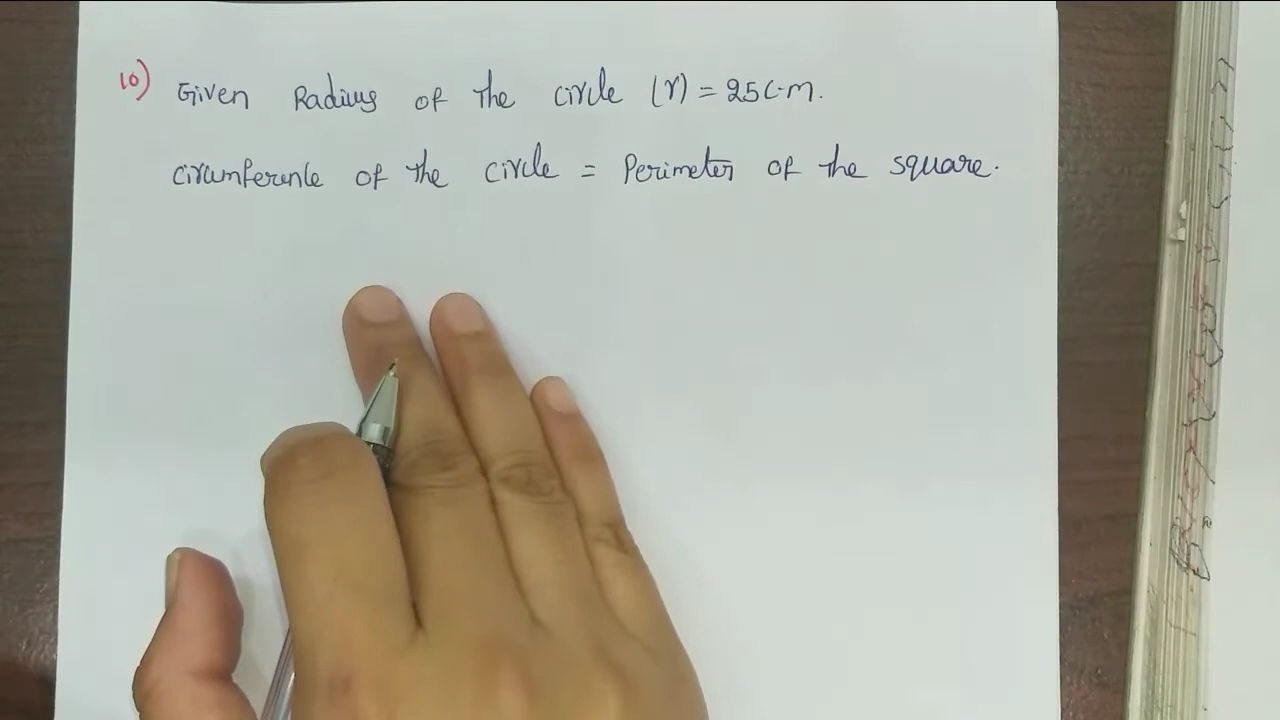 10) Given Radius of the circle (r) = 25c.m.
circumference of the circle = Perimeter of the square.